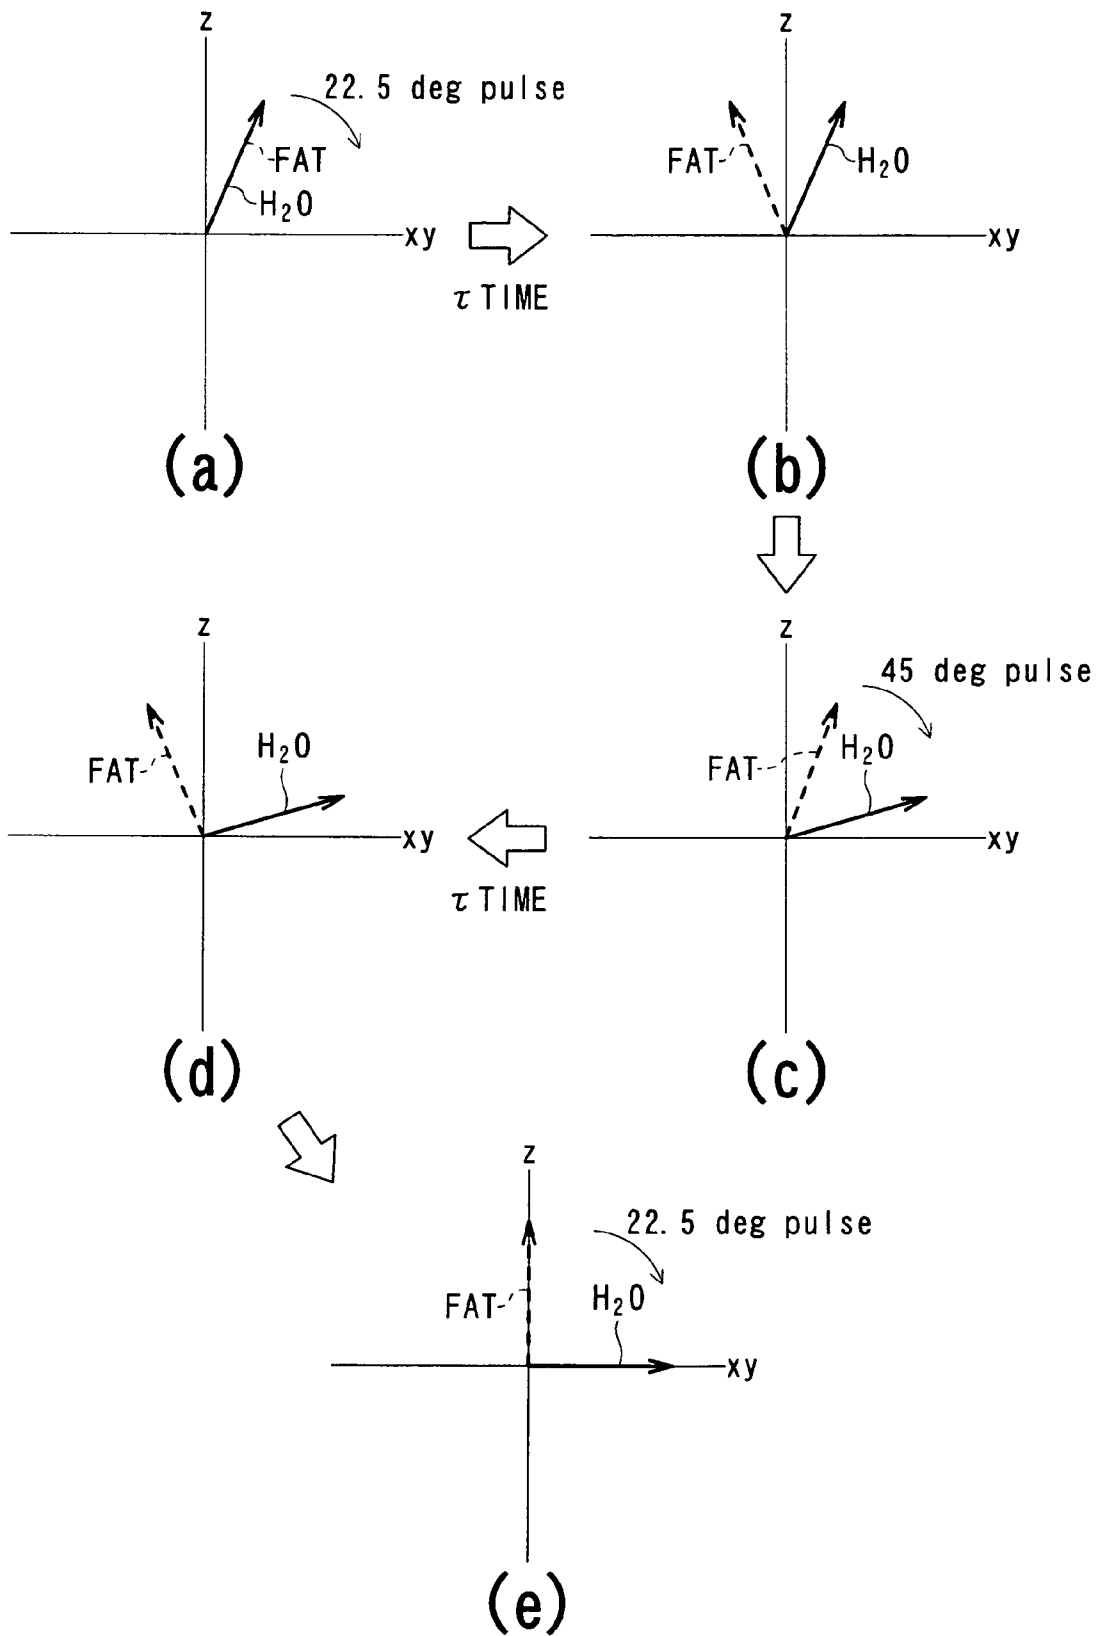 z
22.5 deg pulse
FAT
H₂O
xy
(a)
τ TIME
z
FAT
H₂O
xy
(b)
z
45 deg pulse
H₂O
FAT
xy
(c)
τ TIME
z
H₂O
FAT
xy
(d)
z
22.5 deg pulse
H₂O
FAT
xy
(e)